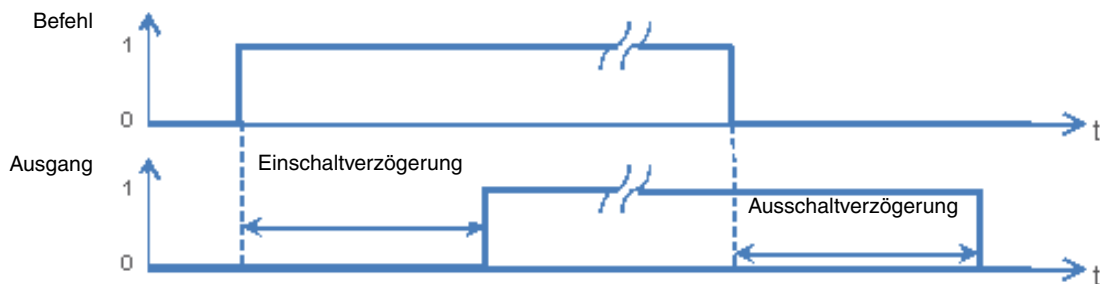 Befehl
1
0
t
Ausgang
Einschaltverzögerung
1
Ausschaltverzögerung
0
t